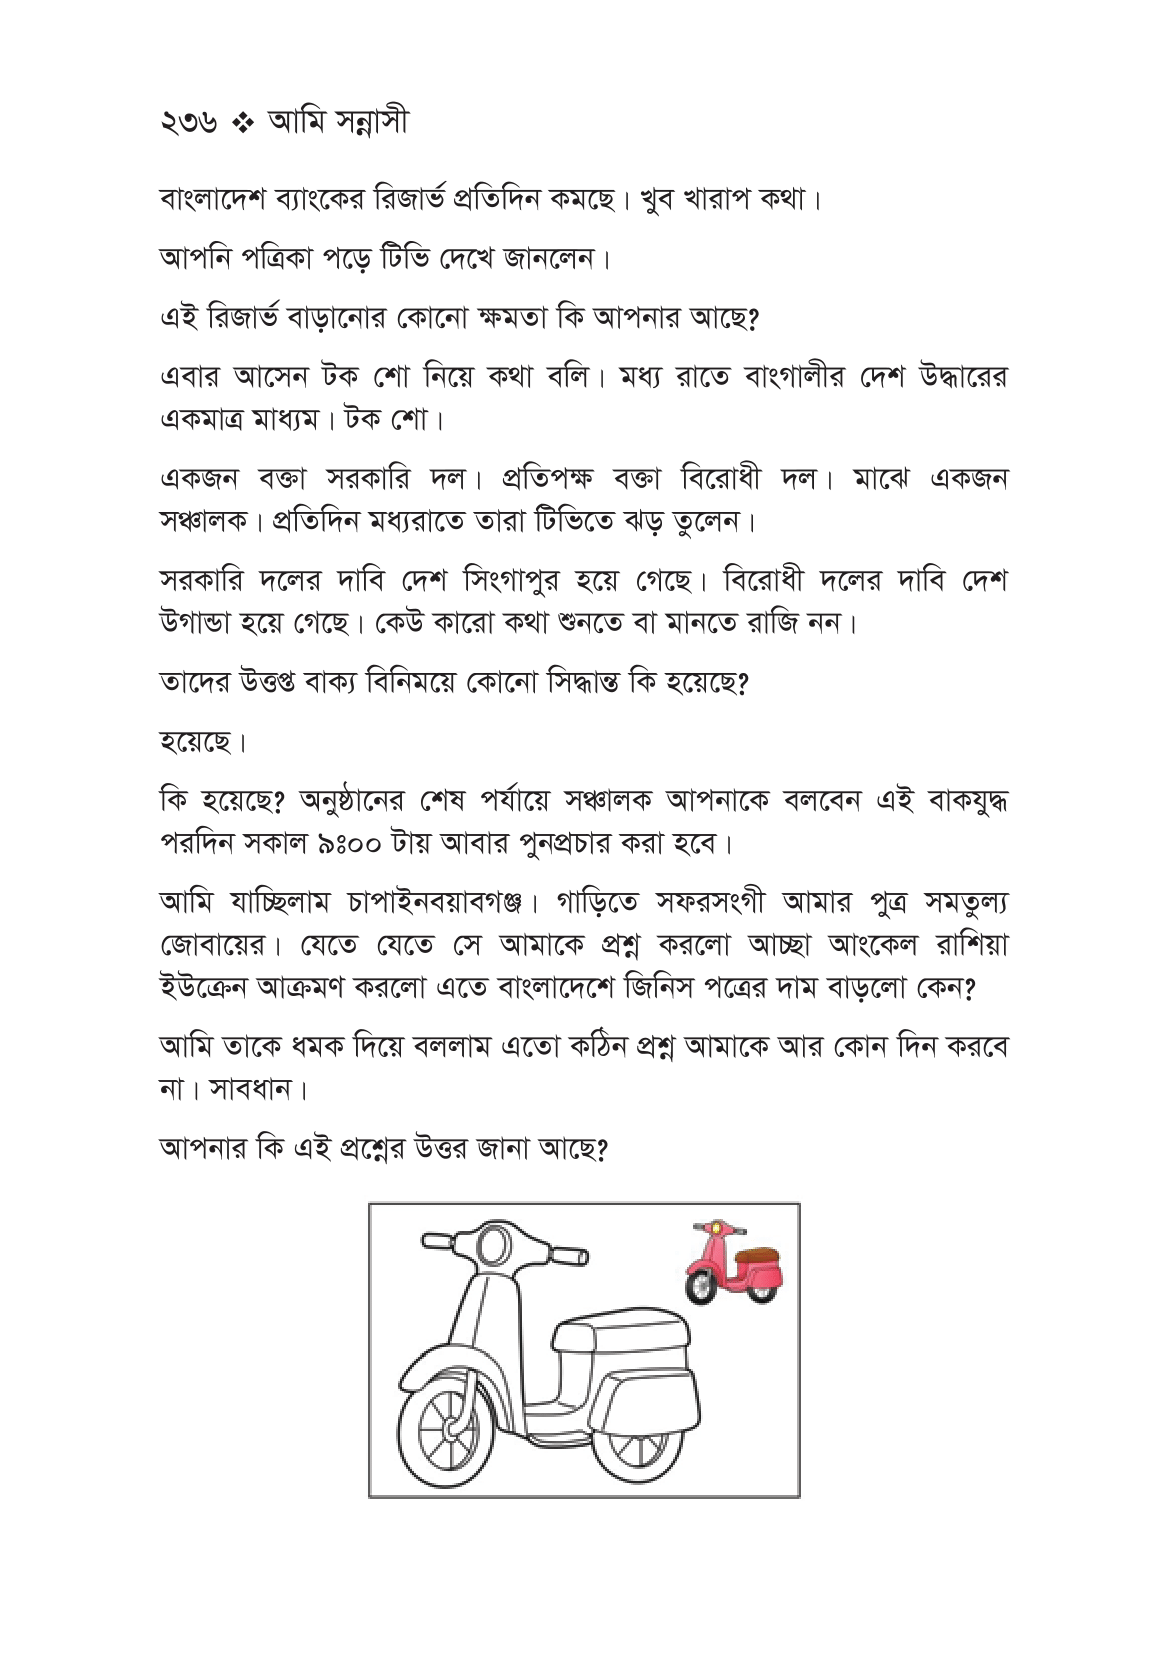 ২৩৬ ❖ আমি সন্নাসী
বাংলাদেশ ব্যাংকের রিজার্ভ প্রতিদিন কমছে। খুব খারাপ কথা।
আপনি পত্রিকা পড়ে টিভি দেখে জানলেন।
এই রিজার্ভ বাড়ানোর কোনো ক্ষমতা কি আপনার আছে?
এবার আসেন টক শো নিয়ে কথা বলি। মধ্য রাতে বাংগালীর দেশ উদ্ধারের
একমাত্র মাধ্যম। টক শো।
একজন বক্তা সরকারি দল। প্রতিপক্ষ বক্তা বিরোধী দল। মাঝে একজন
সঞ্চালক। প্রতিদিন মধ্যরাতে তারা টিভিতে ঝড় তুলেন।
সরকারি দলের দাবি দেশ সিংগাপুর হয়ে গেছে। বিরোধী দলের দাবি দেশ
উগান্ডা হয়ে গেছে। কেউ কারো কথা শুনতে বা মানতে রাজি নন।
তাদের উত্তপ্ত বাক্য বিনিময়ে কোনো সিদ্ধান্ত কি হয়েছে?
হয়েছে।
কি হয়েছে? অনুষ্ঠানের শেষ পর্যায়ে সঞ্চালক আপনাকে বলবেন এই বাকযুদ্ধ
পরদিন সকাল ৯ঃ০০ টায় আবার পুনপ্রচার করা হবে।
আমি যাচ্ছিলাম চাপাইনবয়াবগঞ্জ। গাড়িতে সফরসংগী আমার পুত্র সমতুল্য
জোবায়ের। যেতে যেতে সে আমাকে প্রশ্ন করলো আচ্ছা আংকেল রাশিয়া
ইউক্রেন আক্রমণ করলো এতে বাংলাদেশে জিনিস পত্রের দাম বাড়লো কেন?
আমি তাকে ধমক দিয়ে বললাম এতো কঠিন প্রশ্ন আমাকে আর কোন দিন করবে
না। সাবধান।
আপনার কি এই প্রশ্নের উত্তর জানা আছে?